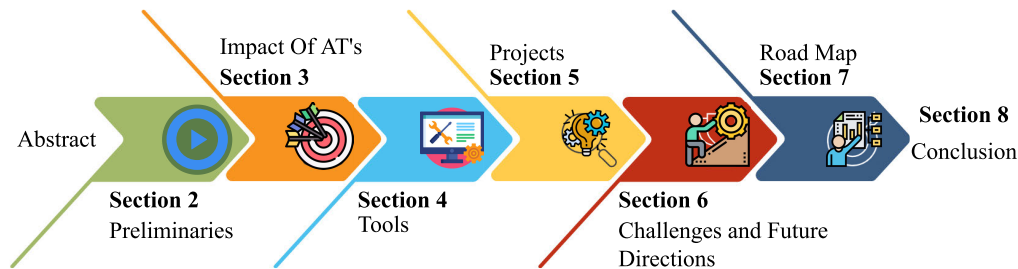 Abstract
Section 2
Preliminaries
Impact Of AT's
Section 3
Section 4
Tools
Projects
Section 5
Section 6
Challenges and Future
Directions
Road Map
Section 7
Section 8
Conclusion